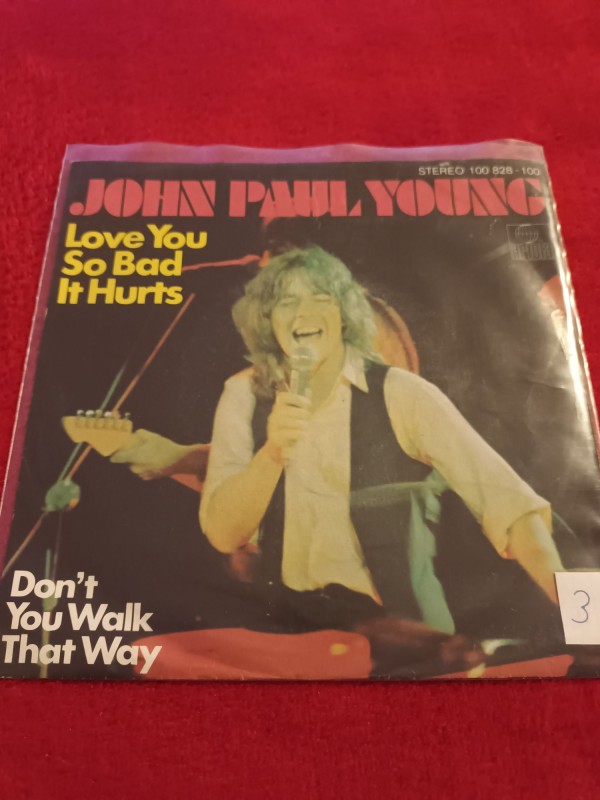 STEREO 100 828 - 100
JOHN PAUL YOUNG
Love You
So Bad
It Hurts
Don't
You Walk
That Way
3